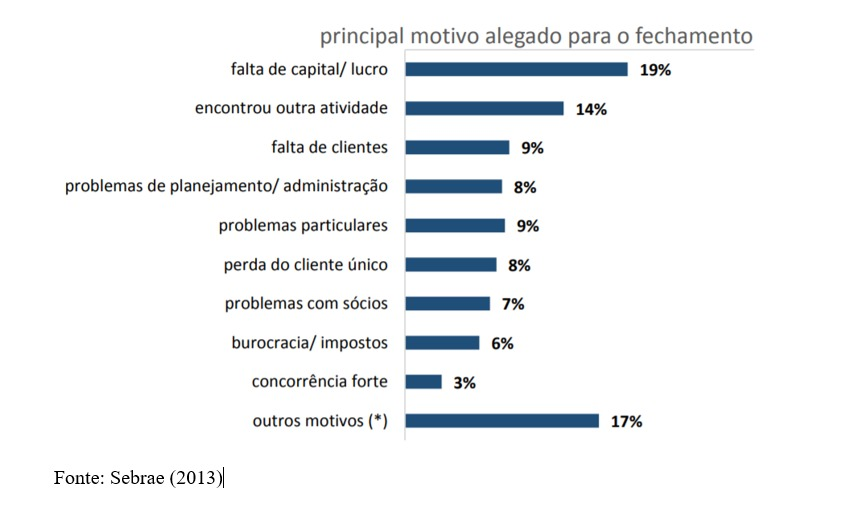 principal motivo alegado para o fechamento
falta de capital/ lucro 19%
encontrou outra atividade 14%
falta de clientes 9%
problemas de planejamento/ administração 8%
problemas particulares 9%
perda do cliente único 8%
problemas com sócios 7%
burocracia/ impostos 6%
concorrência forte 3%
outros motivos (*) 17%
Fonte: Sebrae (2013)